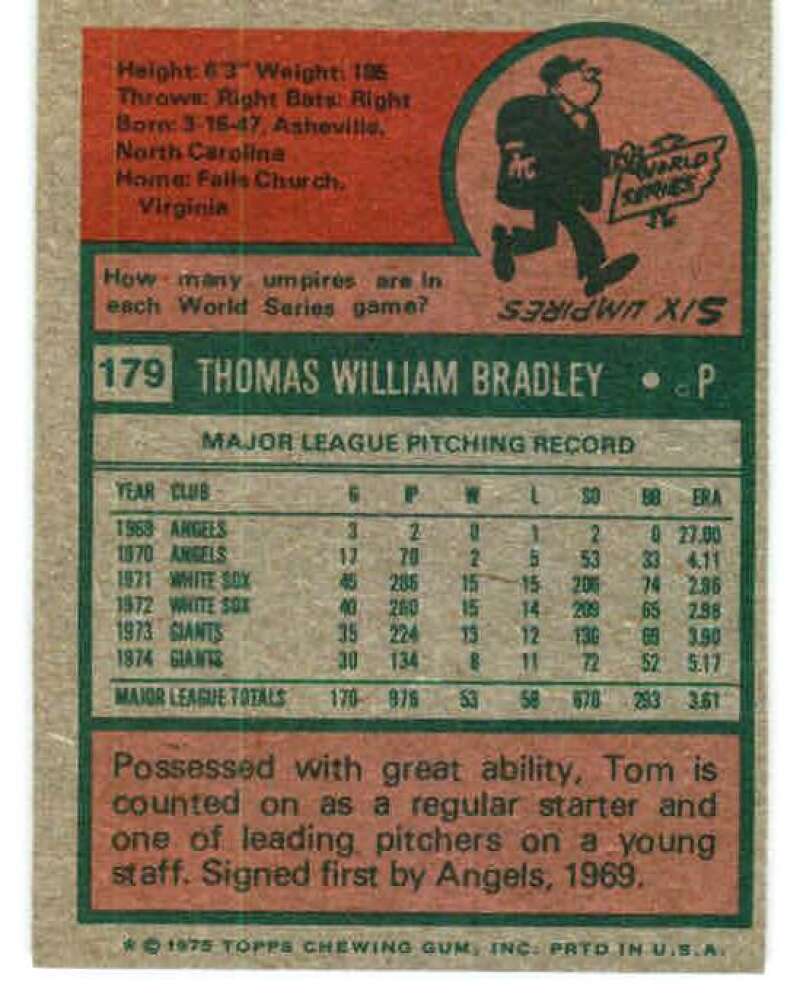 Height: 6'3" Weight: 195
Throws: Right Bats: Right
Born: 3-16-47, Asheville,
North Carolina
Home: Falls Church,
Virginia
WORLD
SERIES
How many umpires are in
each World Series game?
SIX UMPIRES
179 THOMAS WILLIAM BRADLEY • P
MAJOR LEAGUE PITCHING RECORD
YEAR CLUB G IP W L SO BB ERA
1969 ANGELS 3 2 0 1 2 0 27.00
1970 ANGELS 17 70 2 5 53 33 4.11
1971 WHITE SOX 45 286 15 15 206 74 2.96
1972 WHITE SOX 40 260 15 14 209 65 2.98
1973 GIANTS 35 224 13 12 136 69 3.90
1974 GIANTS 30 134 8 11 72 52 5.17
MAJOR LEAGUE TOTALS 170 976 53 58 678 293 3.61
Possessed with great ability, Tom is
counted on as a regular starter and
one of leading pitchers on a young
staff. Signed first by Angels, 1969.
* © 1975 TOPPS CHEWING GUM, INC. PRTD IN U.S.A.